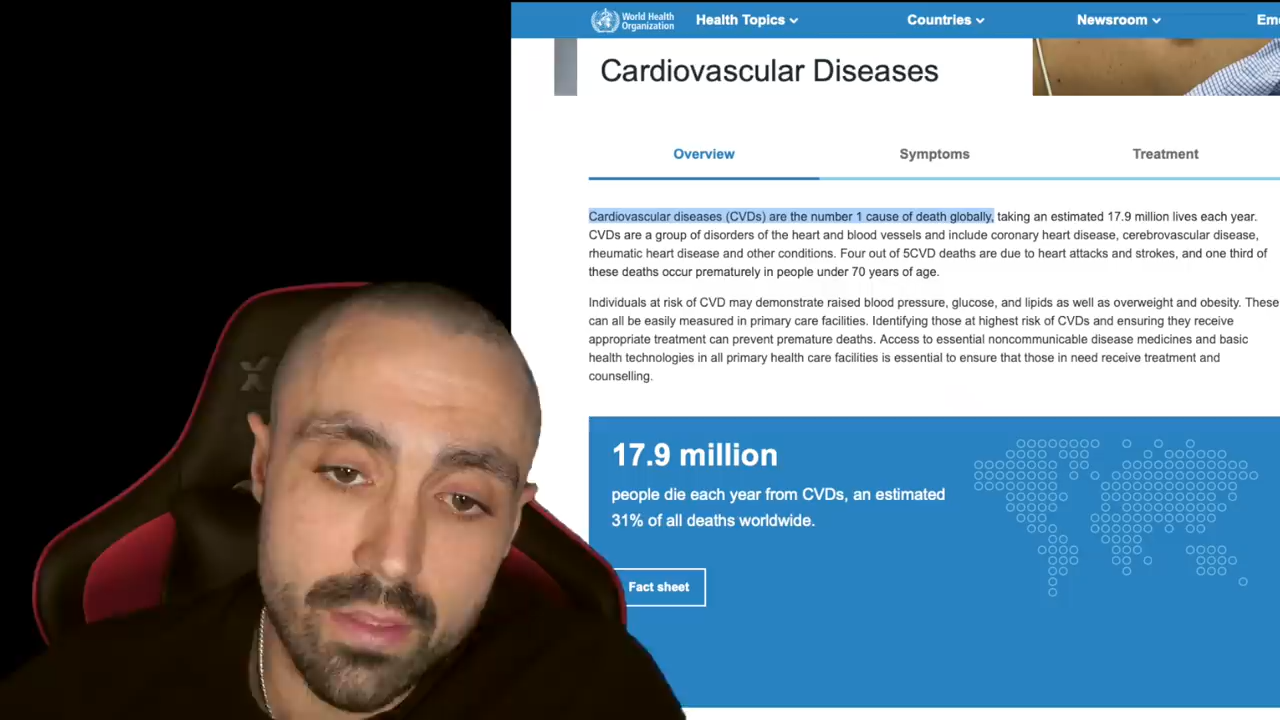 World Health
Organization
Health Topics
Countries
Newsroom
Eme
Cardiovascular Diseases
Overview
Symptoms
Treatment
Cardiovascular diseases (CVDs) are the number 1 cause of death globally, taking an estimated 17.9 million lives each year.
CVDs are a group of disorders of the heart and blood vessels and include coronary heart disease, cerebrovascular disease,
rheumatic heart disease and other conditions. Four out of 5CVD deaths are due to heart attacks and strokes, and one third of
these deaths occur prematurely in people under 70 years of age.
Individuals at risk of CVD may demonstrate raised blood pressure, glucose, and lipids as well as overweight and obesity. These
can all be easily measured in primary care facilities. Identifying those at highest risk of CVDs and ensuring they receive
appropriate treatment can prevent premature deaths. Access to essential noncommunicable disease medicines and basic
health technologies in all primary health care facilities is essential to ensure that those in need receive treatment and
counselling.
17.9 million
people die each year from CVDs, an estimated
31% of all deaths worldwide.
Fact sheet